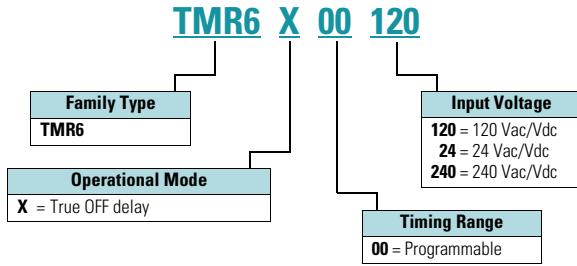 TMR6 X 00 120
Family Type
TMR6
Operational Mode
X = True OFF delay
Input Voltage
120 = 120 Vac/Vdc
24 = 24 Vac/Vdc
240 = 240 Vac/Vdc
Timing Range
00 = Programmable